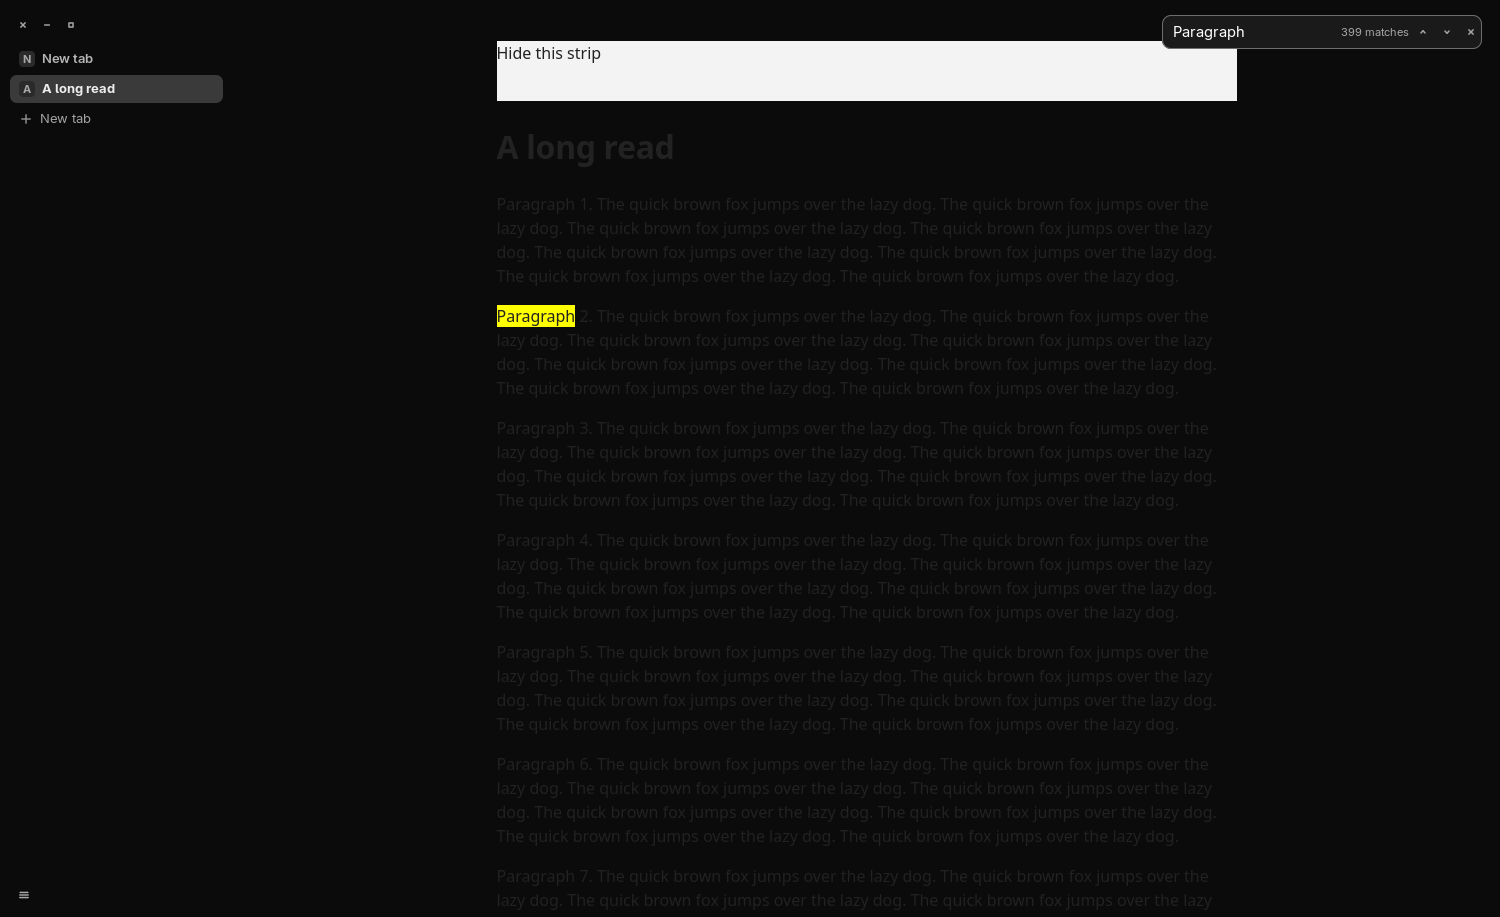 Paragraph
399 matches
N New tab
A A long read
New tab
Hide this strip
A long read
Paragraph 1. The quick brown fox jumps over the lazy dog. The quick brown fox jumps over the
lazy dog. The quick brown fox jumps over the lazy dog. The quick brown fox jumps over the lazy
dog. The quick brown fox jumps over the lazy dog. The quick brown fox jumps over the lazy dog.
The quick brown fox jumps over the lazy dog. The quick brown fox jumps over the lazy dog.
Paragraph 2. The quick brown fox jumps over the lazy dog. The quick brown fox jumps over the
lazy dog. The quick brown fox jumps over the lazy dog. The quick brown fox jumps over the lazy
dog. The quick brown fox jumps over the lazy dog. The quick brown fox jumps over the lazy dog.
The quick brown fox jumps over the lazy dog. The quick brown fox jumps over the lazy dog.
Paragraph 3. The quick brown fox jumps over the lazy dog. The quick brown fox jumps over the
lazy dog. The quick brown fox jumps over the lazy dog. The quick brown fox jumps over the lazy
dog. The quick brown fox jumps over the lazy dog. The quick brown fox jumps over the lazy dog.
The quick brown fox jumps over the lazy dog. The quick brown fox jumps over the lazy dog.
Paragraph 4. The quick brown fox jumps over the lazy dog. The quick brown fox jumps over the
lazy dog. The quick brown fox jumps over the lazy dog. The quick brown fox jumps over the lazy
dog. The quick brown fox jumps over the lazy dog. The quick brown fox jumps over the lazy dog.
The quick brown fox jumps over the lazy dog. The quick brown fox jumps over the lazy dog.
Paragraph 5. The quick brown fox jumps over the lazy dog. The quick brown fox jumps over the
lazy dog. The quick brown fox jumps over the lazy dog. The quick brown fox jumps over the lazy
dog. The quick brown fox jumps over the lazy dog. The quick brown fox jumps over the lazy dog.
The quick brown fox jumps over the lazy dog. The quick brown fox jumps over the lazy dog.
Paragraph 6. The quick brown fox jumps over the lazy dog. The quick brown fox jumps over the
lazy dog. The quick brown fox jumps over the lazy dog. The quick brown fox jumps over the lazy
dog. The quick brown fox jumps over the lazy dog. The quick brown fox jumps over the lazy dog.
The quick brown fox jumps over the lazy dog. The quick brown fox jumps over the lazy dog.
Paragraph 7. The quick brown fox jumps over the lazy dog. The quick brown fox jumps over the
lazy dog. The quick brown fox jumps over the lazy dog. The quick brown fox jumps over the lazy